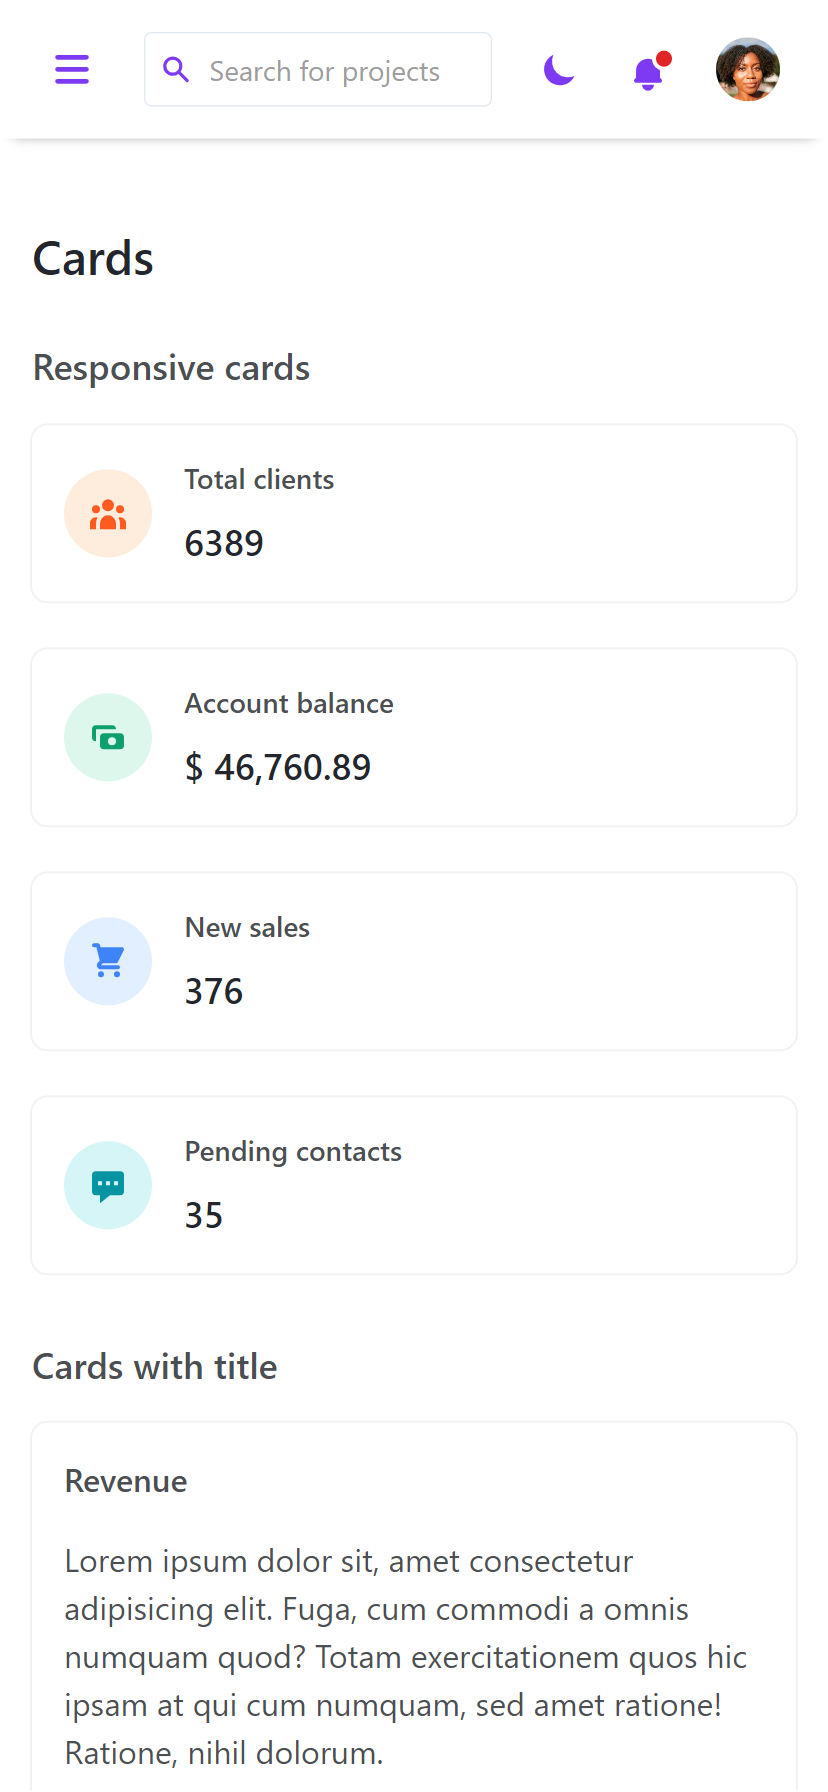 Search for projects
Cards
Responsive cards
Total clients
6389
Account balance
$ 46,760.89
New sales
376
Pending contacts
35
Cards with title
Revenue
Lorem ipsum dolor sit, amet consectetur
adipisicing elit. Fuga, cum commodi a omnis
numquam quod? Totam exercitationem quos hic
ipsam at qui cum numquam, sed amet ratione!
Ratione, nihil dolorum.